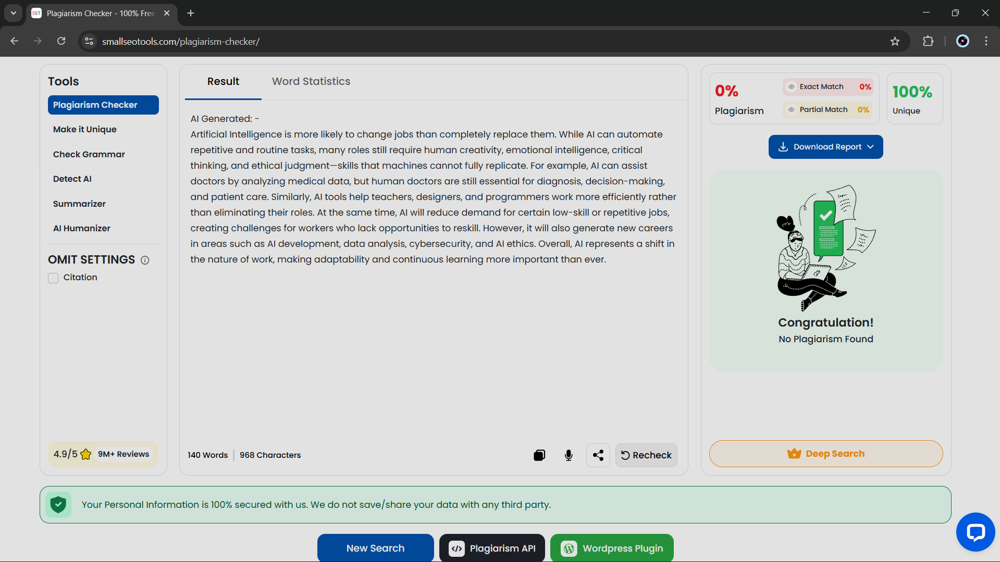 SST Plagiarism Checker - 100% Free
smallseotools.com/plagiarism-checker/
Tools
Plagiarism Checker
Make it Unique
Check Grammar
Detect AI
Summarizer
AI Humanizer
OMIT SETTINGS
Citation
4.9/5 9M+ Reviews
Result Word Statistics
AI Generated: -
Artificial Intelligence is more likely to change jobs than completely replace them. While AI can automate
repetitive and routine tasks, many roles still require human creativity, emotional intelligence, critical
thinking, and ethical judgment—skills that machines cannot fully replicate. For example, AI can assist
doctors by analyzing medical data, but human doctors are still essential for diagnosis, decision-making,
and patient care. Similarly, AI tools help teachers, designers, and programmers work more efficiently rather
than eliminating their roles. At the same time, AI will reduce demand for certain low-skill or repetitive jobs,
creating challenges for workers who lack opportunities to reskill. However, it will also generate new careers
in areas such as AI development, data analysis, cybersecurity, and AI ethics. Overall, AI represents a shift in
the nature of work, making adaptability and continuous learning more important than ever.
140 Words 968 Characters
Recheck
0%
Plagiarism
Exact Match 0%
Partial Match 0%
100%
Unique
Download Report
Congratulation!
No Plagiarism Found
Deep Search
Your Personal Information is 100% secured with us. We do not save/share your data with any third party.
New Search
Plagiarism API
Wordpress Plugin